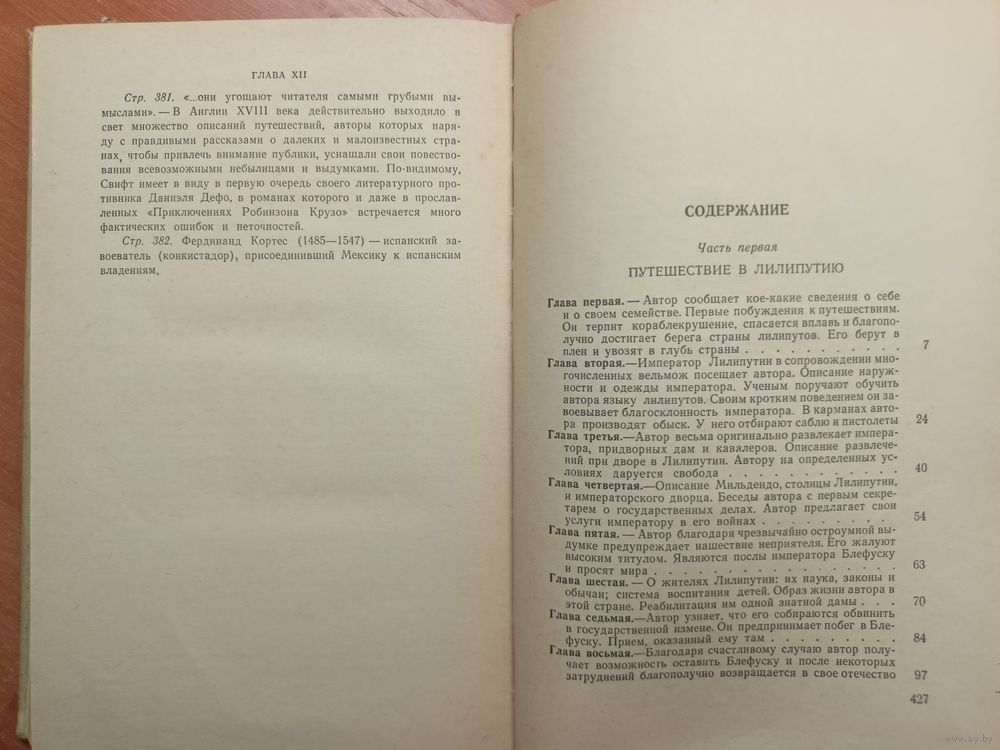 ГЛАВА XII
Стр. 381. «...они угощают читателя самыми грубыми вы-
мыслами». — В Англии XVIII века действительно выходило в
свет множество описаний путешествий, авторы которых наря-
ду с правдивыми рассказами о далеких и малоизвестных стра-
нах, чтобы привлечь внимание публики, уснащали свои повество-
вания всевозможными небылицами и выдумками. По-видимому,
Свифт имеет в виду в первую очередь своего литературного про-
тивника Даниэля Дефо, в романах которого и даже в прослав-
ленных «Приключениях Робинзона Крузо» встречается много
фактических ошибок и неточностей.
Стр. 382. Фердинанд Кортес (1485—1547) — испанский за-
воеватель (конкистадор), присоединивший Мексику к испанским
владениям.
СОДЕРЖАНИЕ
Часть первая
ПУТЕШЕСТВИЕ В ЛИЛИПУТИЮ
Глава первая. — Автор сообщает кое-какие сведения о себе
и о своем семействе. Первые побуждения к путешествиям.
Он терпит кораблекрушение, спасается вплавь и благопо-
лучно достигает берега страны лилипутов. Его берут в
плен и увозят в глубь страны . . . . . . . . . . 7
Глава вторая.—Император Лилипутии в сопровождении мно-
гочисленных вельмож посещает автора. Описание наруж-
ности и одежды императора. Ученым поручают обучить
автора языку лилипутов. Своим кротким поведением он за-
воевывает благосклонность императора. В карманах авто-
ра производят обыск. У него отбирают саблю и пистолеты 24
Глава третья.—Автор весьма оригинально развлекает импера-
тора, придворных дам и кавалеров. Описание развлече-
ний при дворе в Лилипутии. Автору на определенных ус-
ловиях даруется свобода . . . . . . . . . . . 40
Глава четвертая.—Описание Мильдендо, столицы Лилипутии,
и императорского дворца. Беседы автора с первым секре-
тарем о государственных делах. Автор предлагает свои
услуги императору в его войнах . . . . . . . . . 54
Глава пятая. — Автор благодаря чрезвычайно остроумной вы-
думке предупреждает нашествие неприятеля. Его жалуют
высоким титулом. Являются послы императора Блефуску
и просят мира . . . . . . . . . . . . . . . 63
Глава шестая. — О жителях Лилипутии: их наука, законы и
обычаи; система воспитания детей. Образ жизни автора в
этой стране. Реабилитация им одной знатной дамы . . . 70
Глава седьмая.—Автор узнает, что его собираются обвинить
в государственной измене. Он предпринимает побег в Бле-
фуску. Прием, оказанный ему там . . . . . . . . . 84
Глава восьмая.—Благодаря счастливому случаю автор полу-
чает возможность оставить Блефуску и после некоторых
затруднений благополучно возвращается в свое отечество 97
427
www.ay.by